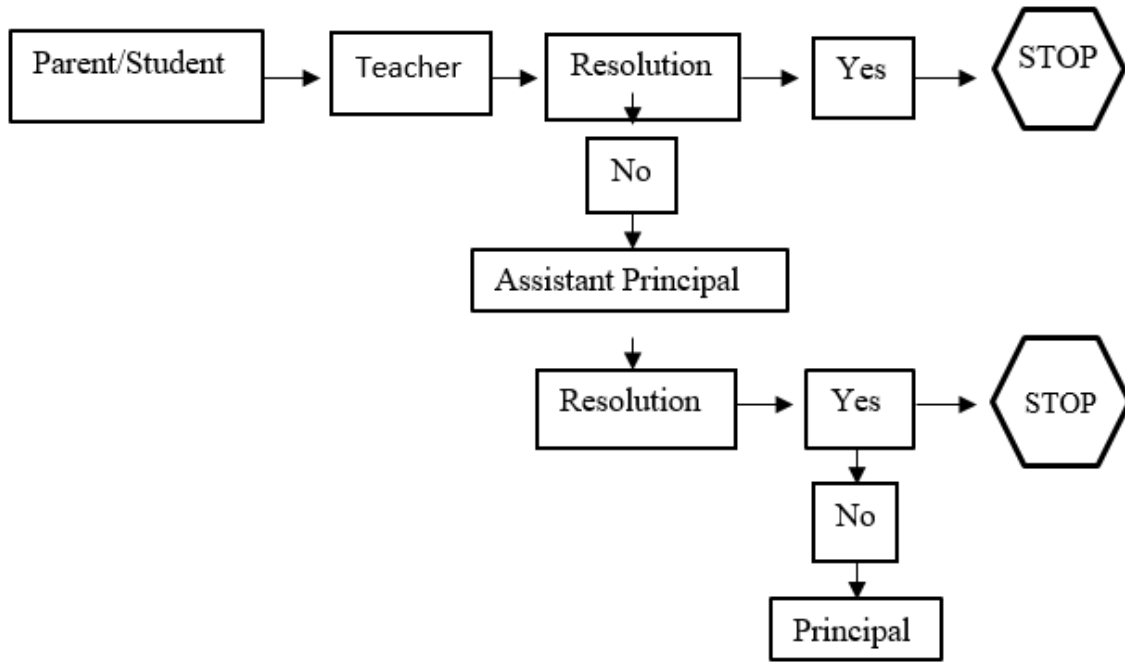 Parent/Student
Teacher
Resolution
Yes
STOP
No
Assistant Principal
Resolution
Yes
STOP
No
Principal